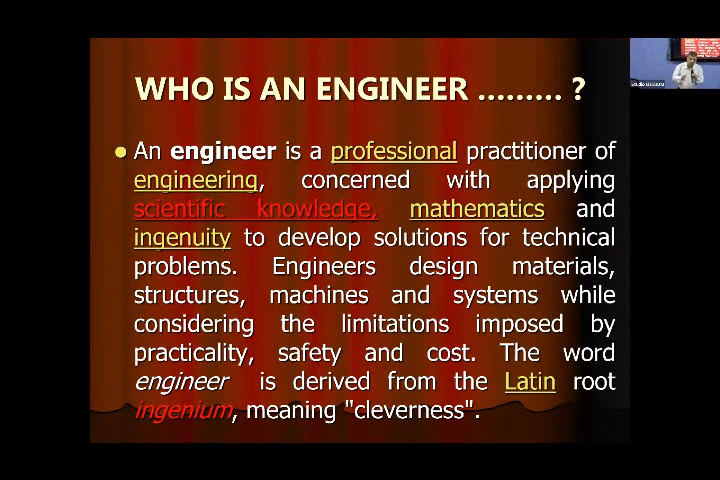 WHO IS AN ENGINEER ......... ?
An engineer is a professional practitioner of
engineering, concerned with applying
scientific knowledge, mathematics and
ingenuity to develop solutions for technical
problems. Engineers design materials,
structures, machines and systems while
considering the limitations imposed by
practicality, safety and cost. The word
engineer is derived from the Latin root
ingenium, meaning "cleverness".